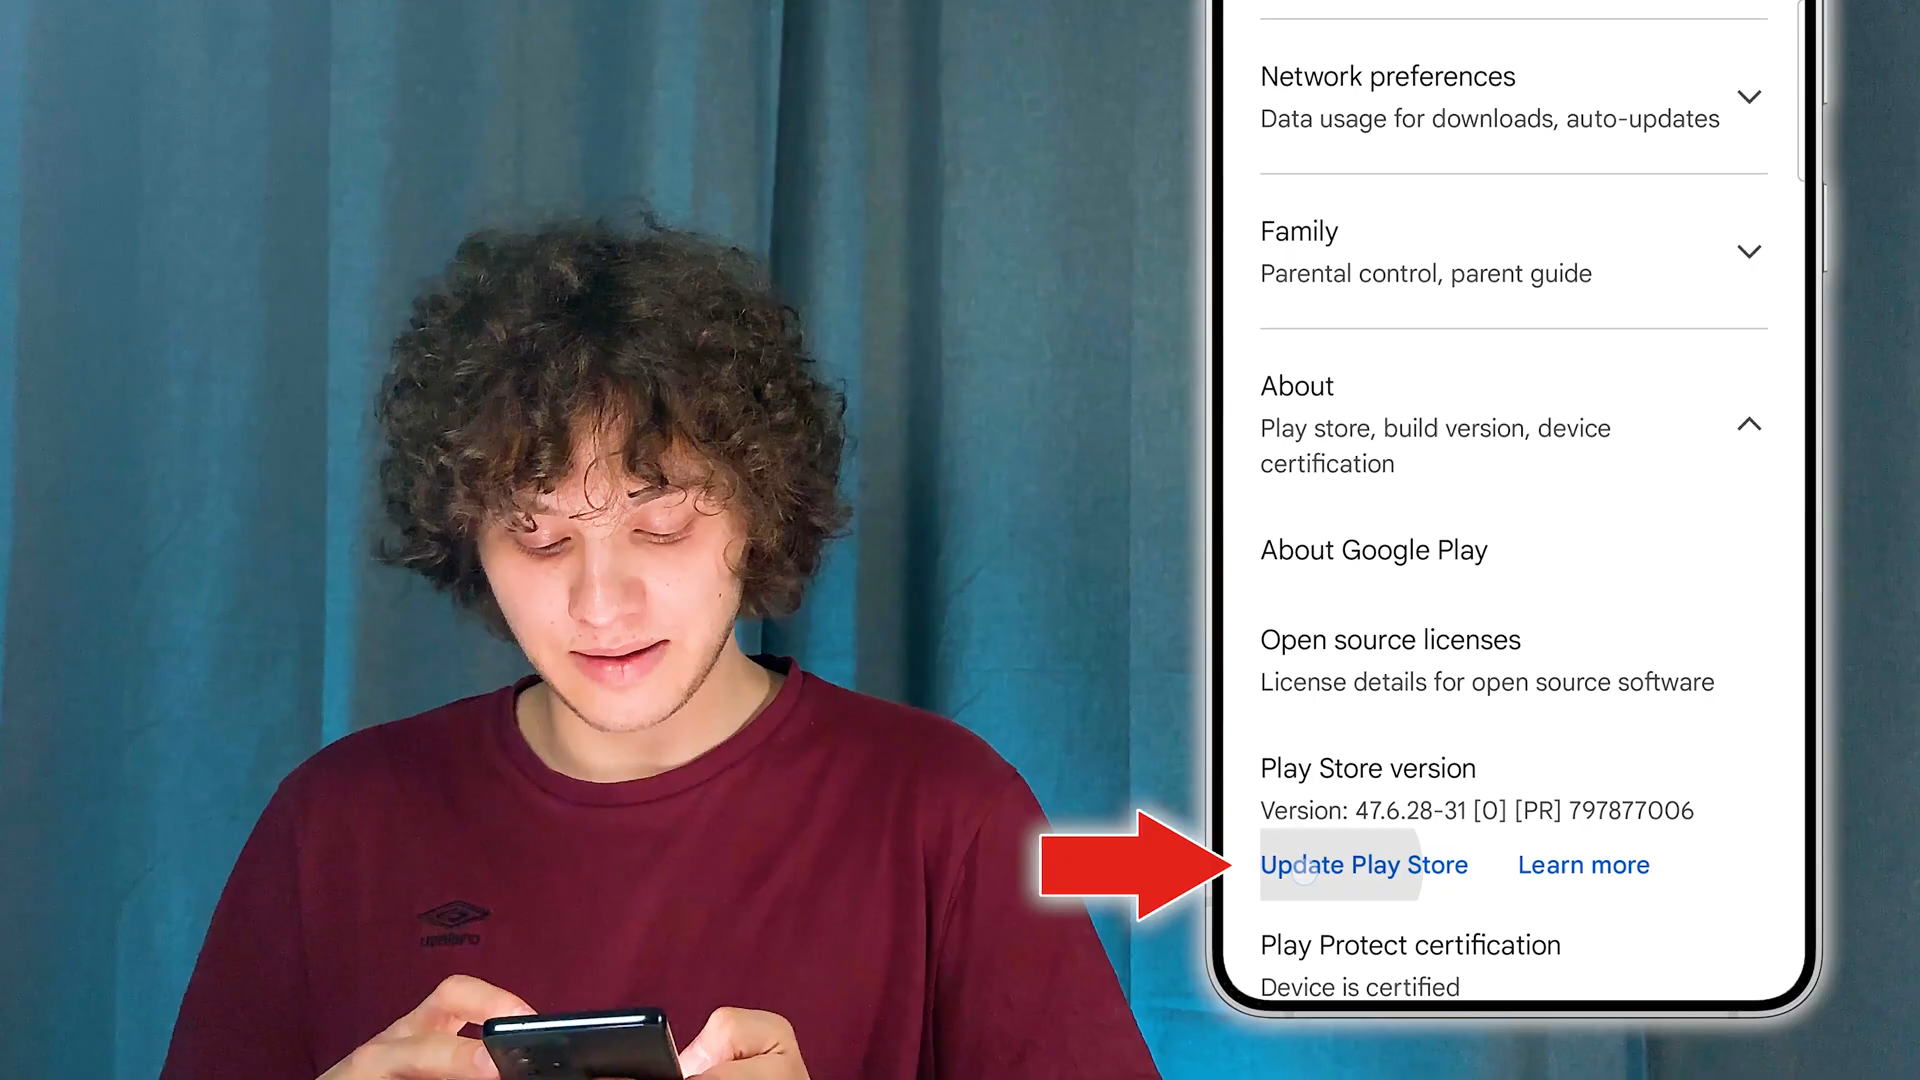 Network preferences
Data usage for downloads, auto-updates
Family
Parental control, parent guide
About
Play store, build version, device
certification
About Google Play
Open source licenses
License details for open source software
Play Store version
Version: 47.6.28-31 [0] [PR] 797877006
Update Play Store Learn more
Play Protect certification
Device is certified
umbro